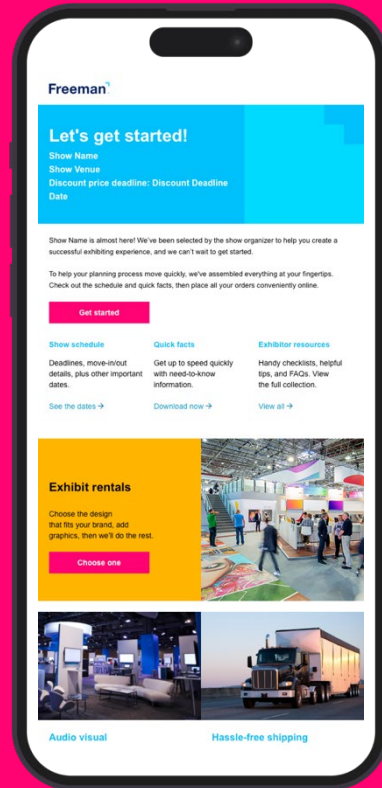 Freeman
Let's get started!
Show Name
Show Venue
Discount price deadline: Discount Deadline
Date
Show Name is almost here! We've been selected by the show organizer to help you create a
successful exhibiting experience, and we can't wait to get started.
To help your planning process move quickly, we've assembled everything at your fingertips.
Check out the schedule and quick facts, then place all your orders conveniently online.
Get started
Show schedule
Deadlines, move-in/out
details, plus other important
dates.
See the dates →
Quick facts
Get up to speed quickly
with need-to-know
information.
Download now →
Exhibitor resources
Handy checklists, helpful
tips, and FAQs. View
the full collection.
View all →
Exhibit rentals
Choose the design
that fits your brand, add
graphics, then we'll do the rest.
Choose one
Audio visual
Hassle-free shipping